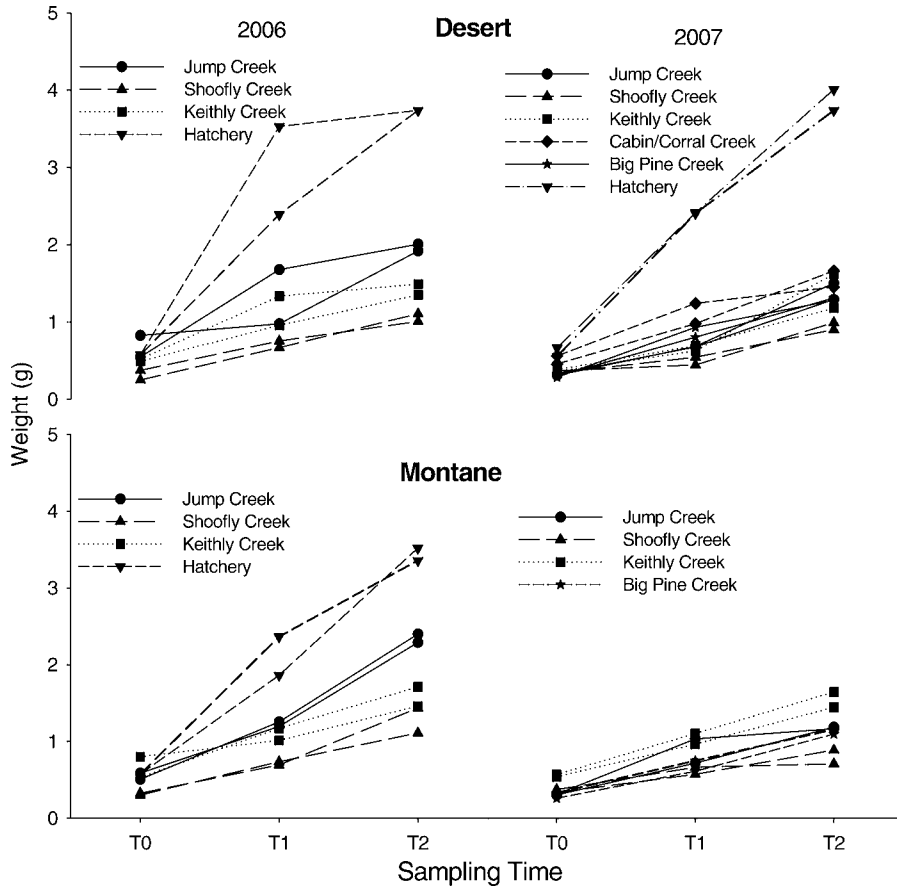 5
4
3
2
1
0
2006
Desert
2007
Jump Creek
Shoofly Creek
Keithly Creek
Hatchery
Jump Creek
Shoofly Creek
Keithly Creek
Cabin/Corral Creek
Big Pine Creek
Hatchery
Weight (g)
5
4
3
2
1
0
Montane
Jump Creek
Shoofly Creek
Keithly Creek
Hatchery
Jump Creek
Shoofly Creek
Keithly Creek
Big Pine Creek
T0 T1 T2 T0 T1 T2
Sampling Time